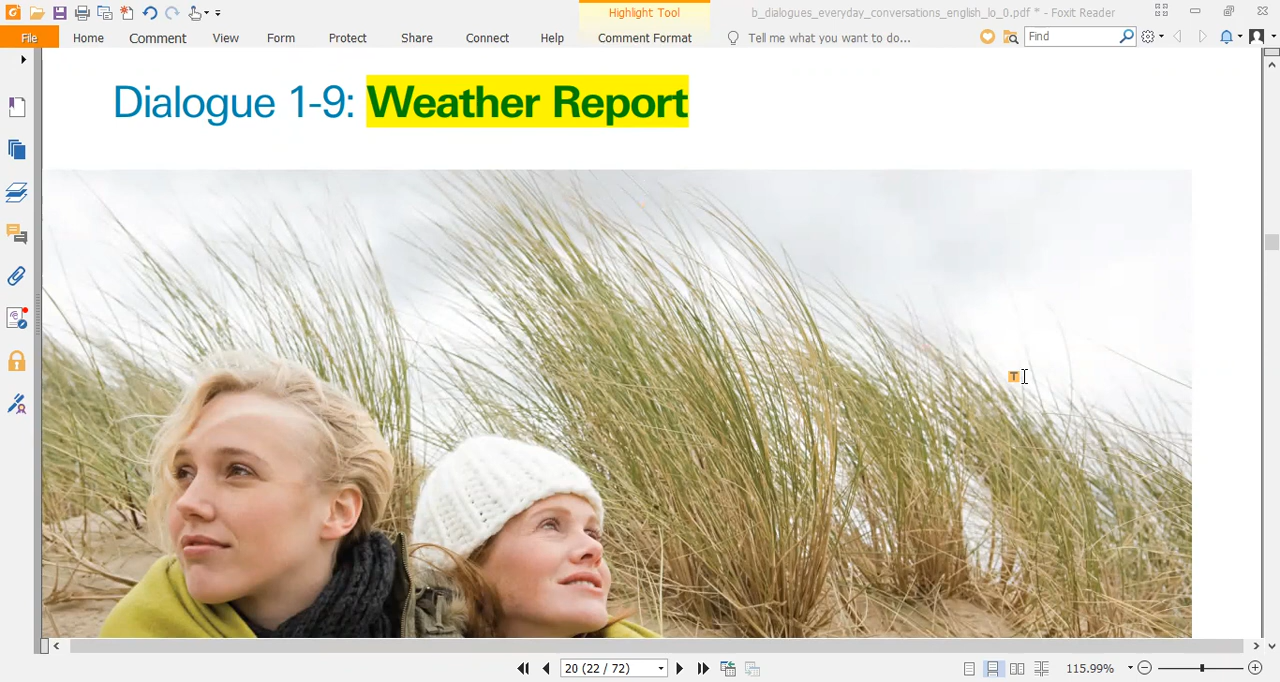 Highlight Tool
b_dialogues_everyday_conversations_english_lo_0.pdf * - Foxit Reader
File Home Comment View Form Protect Share Connect Help Comment Format Tell me what you want to do... Find
Dialogue 1-9: Weather Report
T
20 (22 / 72)
115.99%